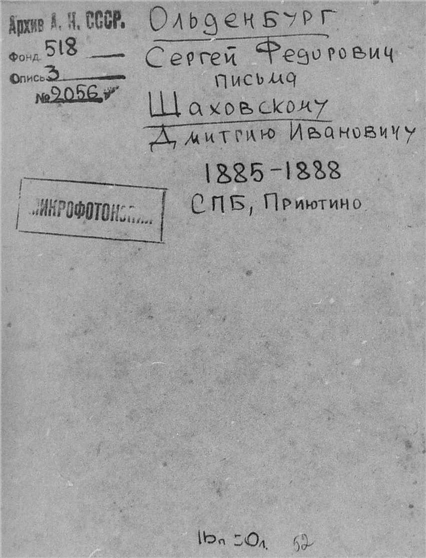 Архив А. Н. СССР.
Фонд 518
Опись 3
№ 2056
Ольденбург
Сергей Федорович
письма
Шаховскому
Дмитрию Ивановичу
1885-1888
СПБ, Приютино
52